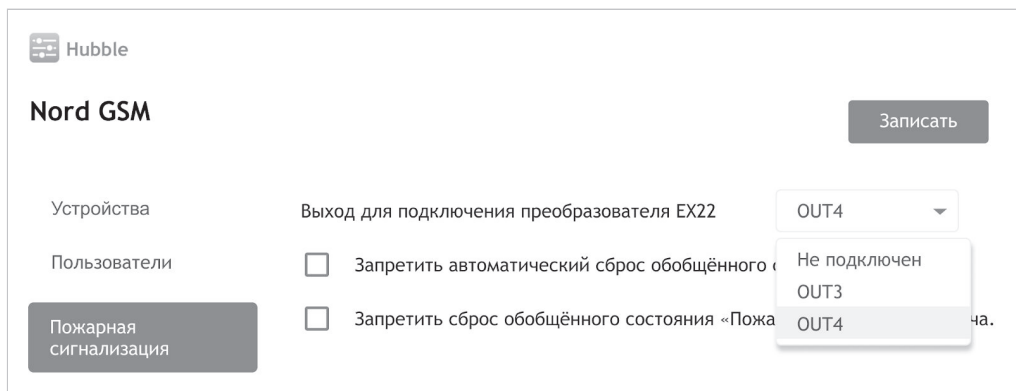 Hubble
Nord GSM
Записать
Устройства
Выход для подключения преобразователя EX22
OUT4
Пользователи
Запретить автоматический сброс обобщённого
Не подключен
OUT3
OUT4
Пожарная
сигнализация
Запретить сброс обобщённого состояния «Пожа
ча.